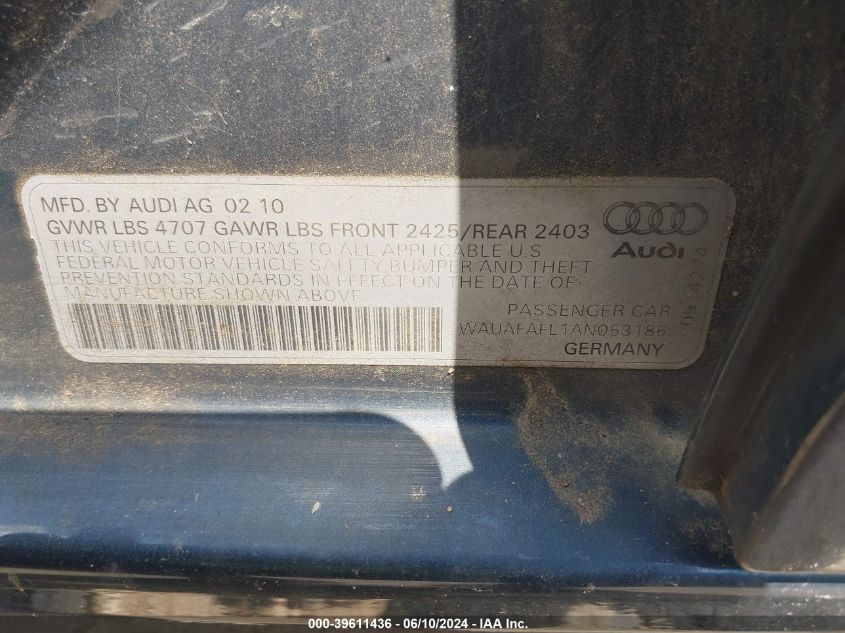 MFD. BY AUDI AG 02 10
GVWR LBS 4707 GAWR LBS FRONT 2425/REAR 2403
THIS VEHICLE CONFORMS TO ALL APPLICABLE U S
FEDERAL MOTOR VEHICLE SAFETY BUMPER AND THEFT
PREVENTION STANDARDS IN EFFECT ON THE DATE OF
MANUFACTURE SHOWN ABOVE
Audi
PASSENGER CAR
WAUAFAFL1AN053186
GERMANY
0914274
000-39611436 - 06/10/2024 - IAA Inc.